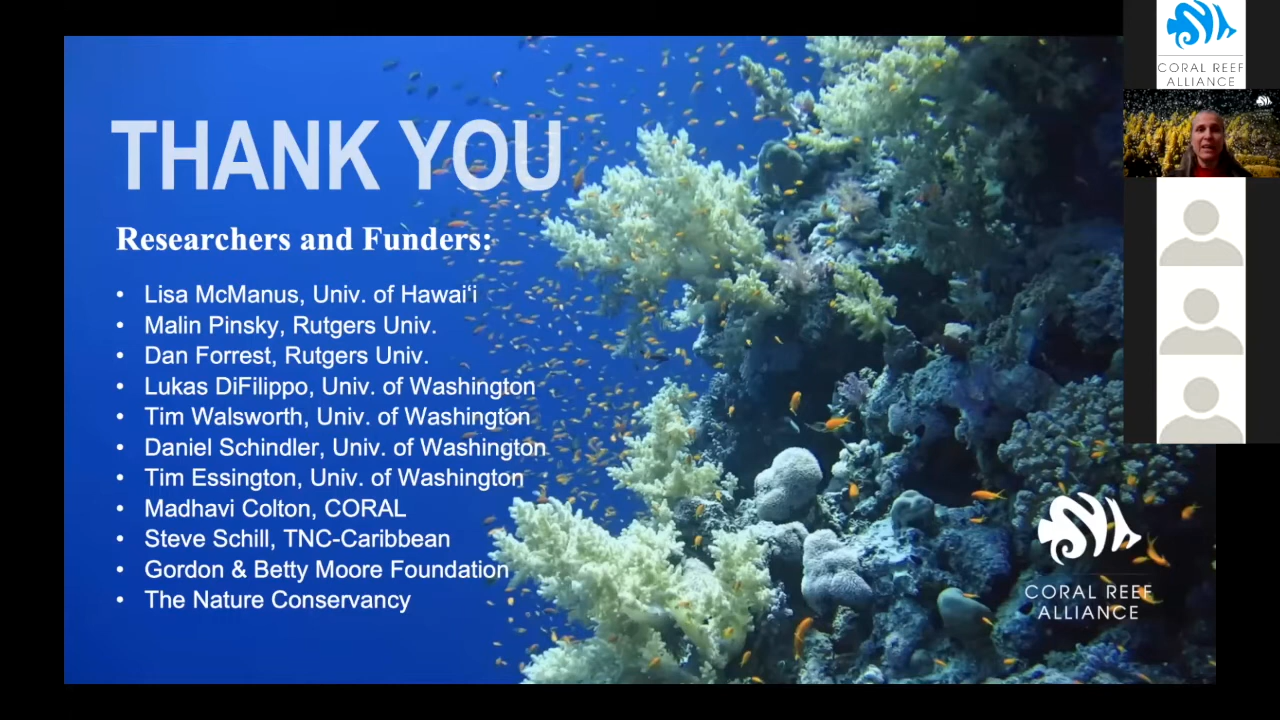 THANK YOU
Researchers and Funders:
• Lisa McManus, Univ. of Hawaiʻi
• Malin Pinsky, Rutgers Univ.
• Dan Forrest, Rutgers Univ.
• Lukas DiFilippo, Univ. of Washington
• Tim Walsworth, Univ. of Washington
• Daniel Schindler, Univ. of Washington
• Tim Essington, Univ. of Washington
• Madhavi Colton, CORAL
• Steve Schill, TNC-Caribbean
• Gordon & Betty Moore Foundation
• The Nature Conservancy
CORAL REEF
ALLIANCE
CORAL REEF
ALLIANCE